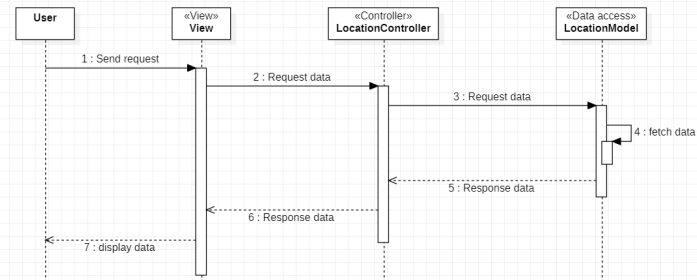 User
«View»
View
«Controller»
LocationController
«Data access»
LocationModel
1 : Send request
2 : Request data
3 : Request data
4 : fetch data
5 : Response data
6 : Response data
7 : display data